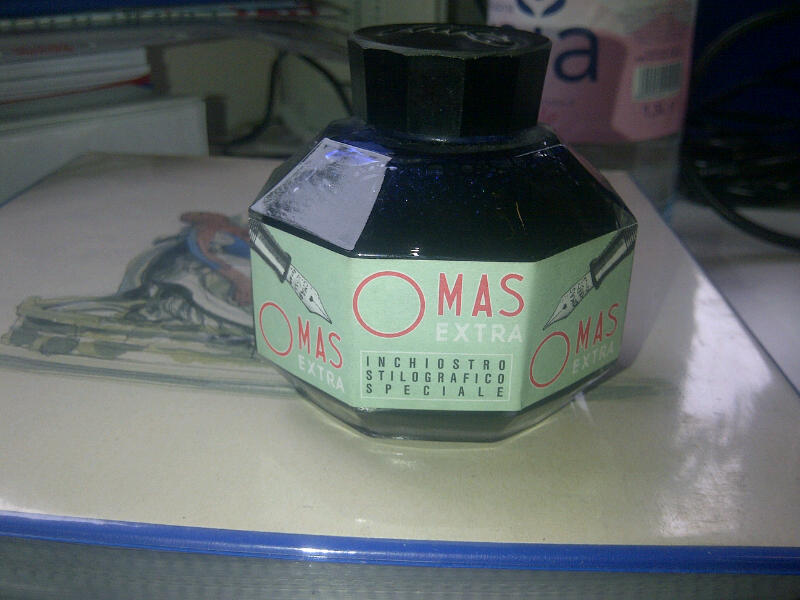 OMAS
EXTRA
INCHIOSTRO
STILOGRAFICO
SPECIALE
OMAS
EXTRA
OMAS
EXTRA